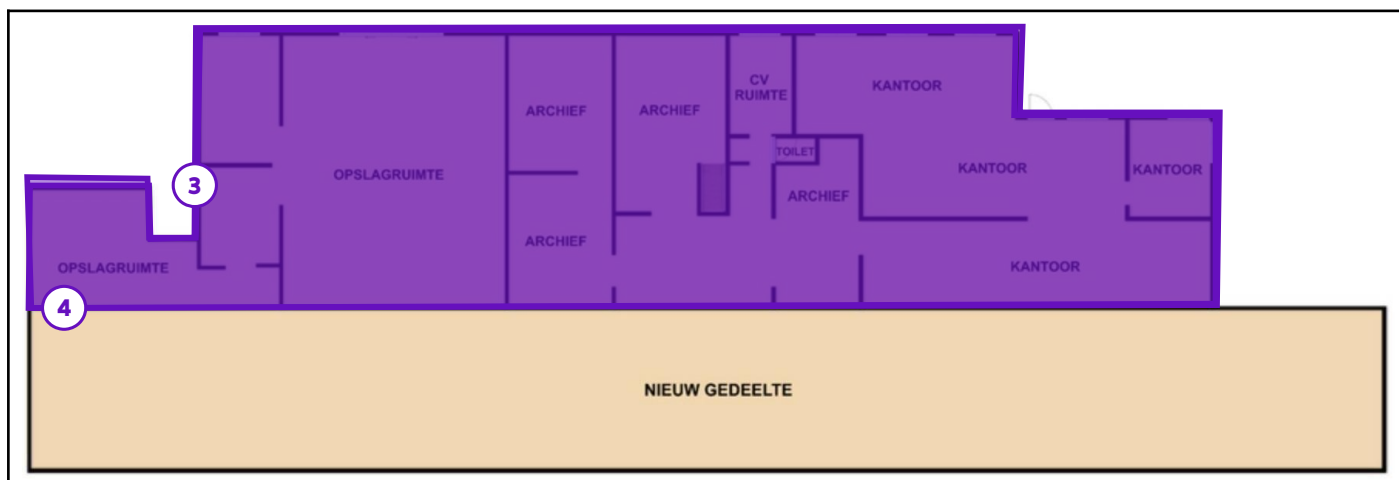 CV
RUIMTE
KANTOOR
ARCHIEF
ARCHIEF
TOILET
KANTOOR
KANTOOR
OPSLAGRUIMTE
3
ARCHIEF
ARCHIEF
OPSLAGRUIMTE
KANTOOR
4
NIEUW GEDEELTE